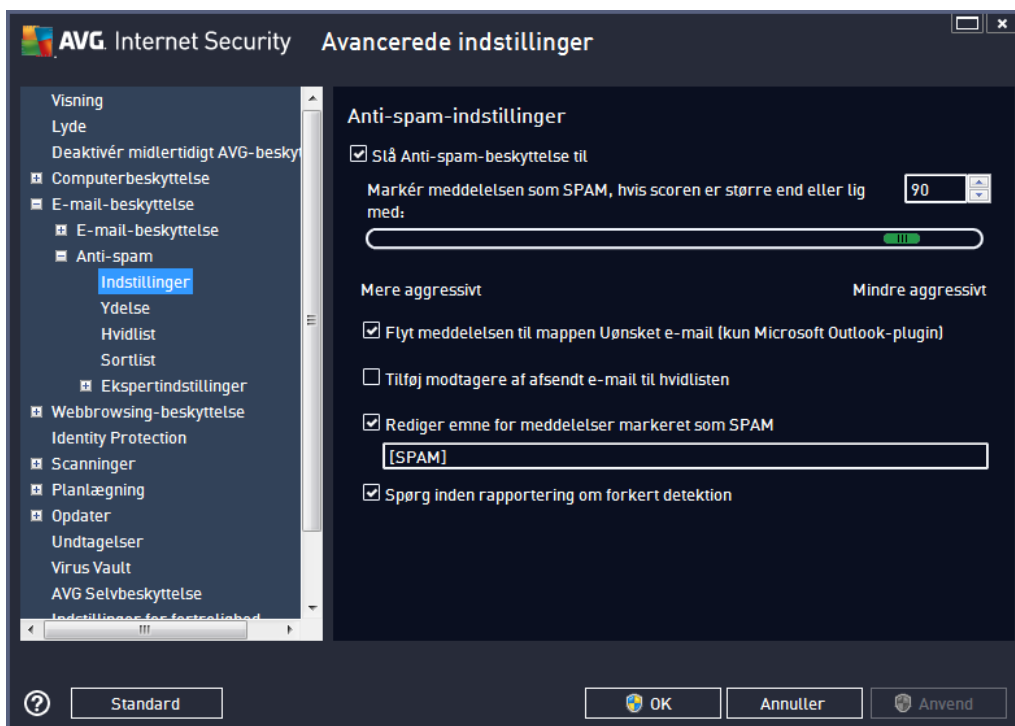 AVG. Internet Security Avancerede indstillinger
Visning
Lyde
Deaktivér midlertidigt AVG-besky
Computerbeskyttelse
E-mail-beskyttelse
E-mail-beskyttelse
Anti-spam
Indstillinger
Ydelse
Hvidlist
Sortlist
Ekspertindstillinger
Webbrowsing-beskyttelse
Identity Protection
Scanninger
Planlægning
Opdater
Undtagelser
Virus Vault
AVG Selvbeskyttelse
Indstillinger for fortrolighed
Anti-spam-indstillinger
Slå Anti-spam-beskyttelse til
Markér meddelelsen som SPAM, hvis scoren er større end eller lig
med:
90
Mere aggressivt Mindre aggressivt
Flyt meddelelsen til mappen Uønsket e-mail (kun Microsoft Outlook-plugin)
Tilføj modtagere af afsendt e-mail til hvidlisten
Rediger emne for meddelelser markeret som SPAM
[SPAM]
Spørg inden rapportering om forkert detektion
Standard OK Annuller Anvend